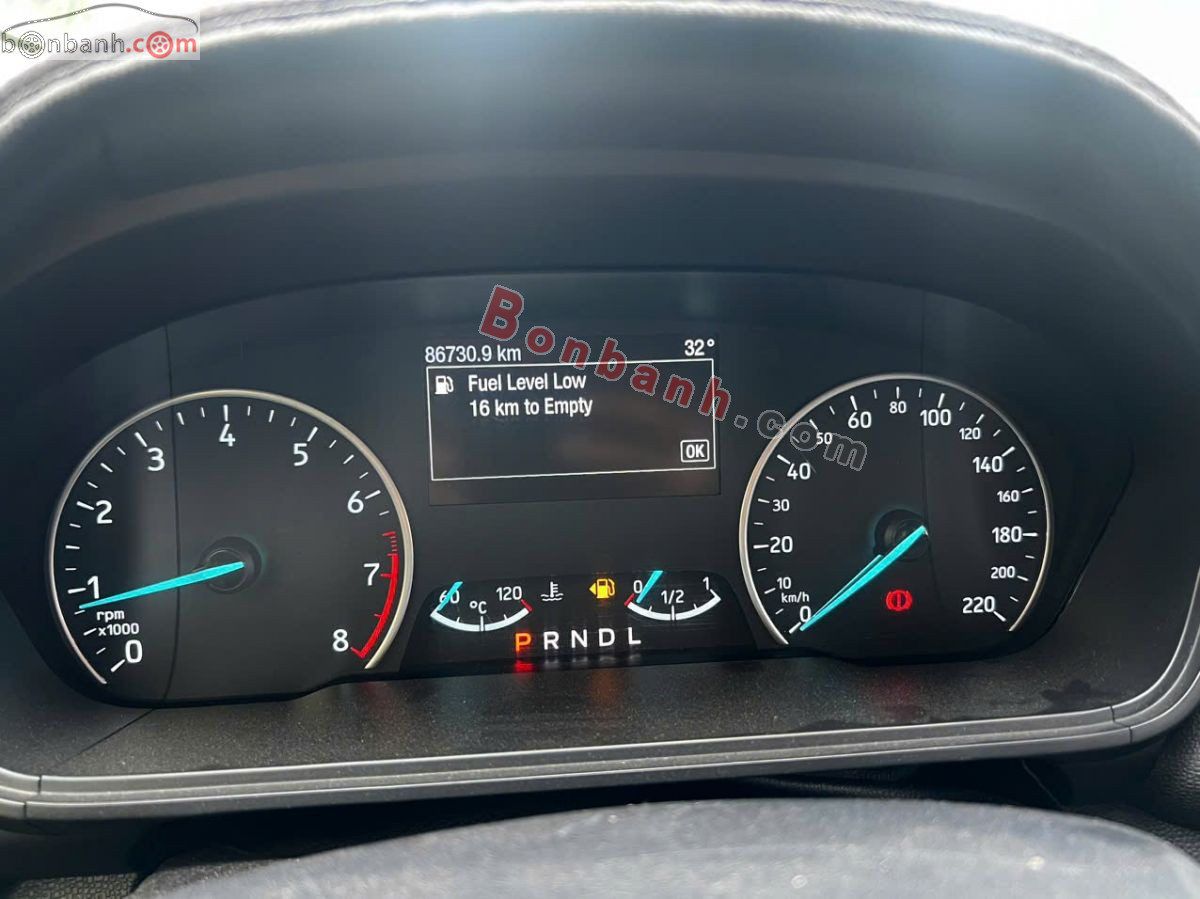 bonbanh.com
Bonbanh.com
86730.9 km 32°
Fuel Level Low
16 km to Empty
OK
0 1 2 3 4 5 6 7 8
rpm
x1000
60 °C 120
0 1/2 1
P R N D L
0 10 20 30 40 50 60 80 100 120 140 160 180 200 220
km/h